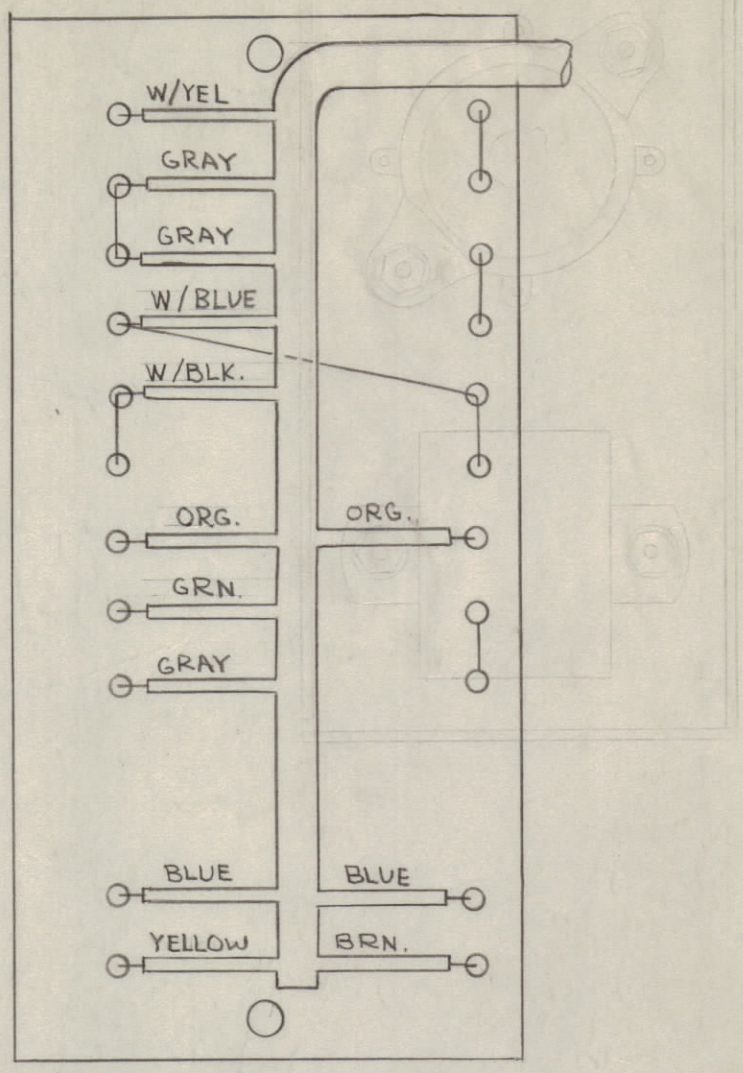 W/YEL
GRAY
GRAY
W/BLUE
W/BLK.
ORG. ORG.
GRN.
GRAY
BLUE BLUE
YELLOW BRN.